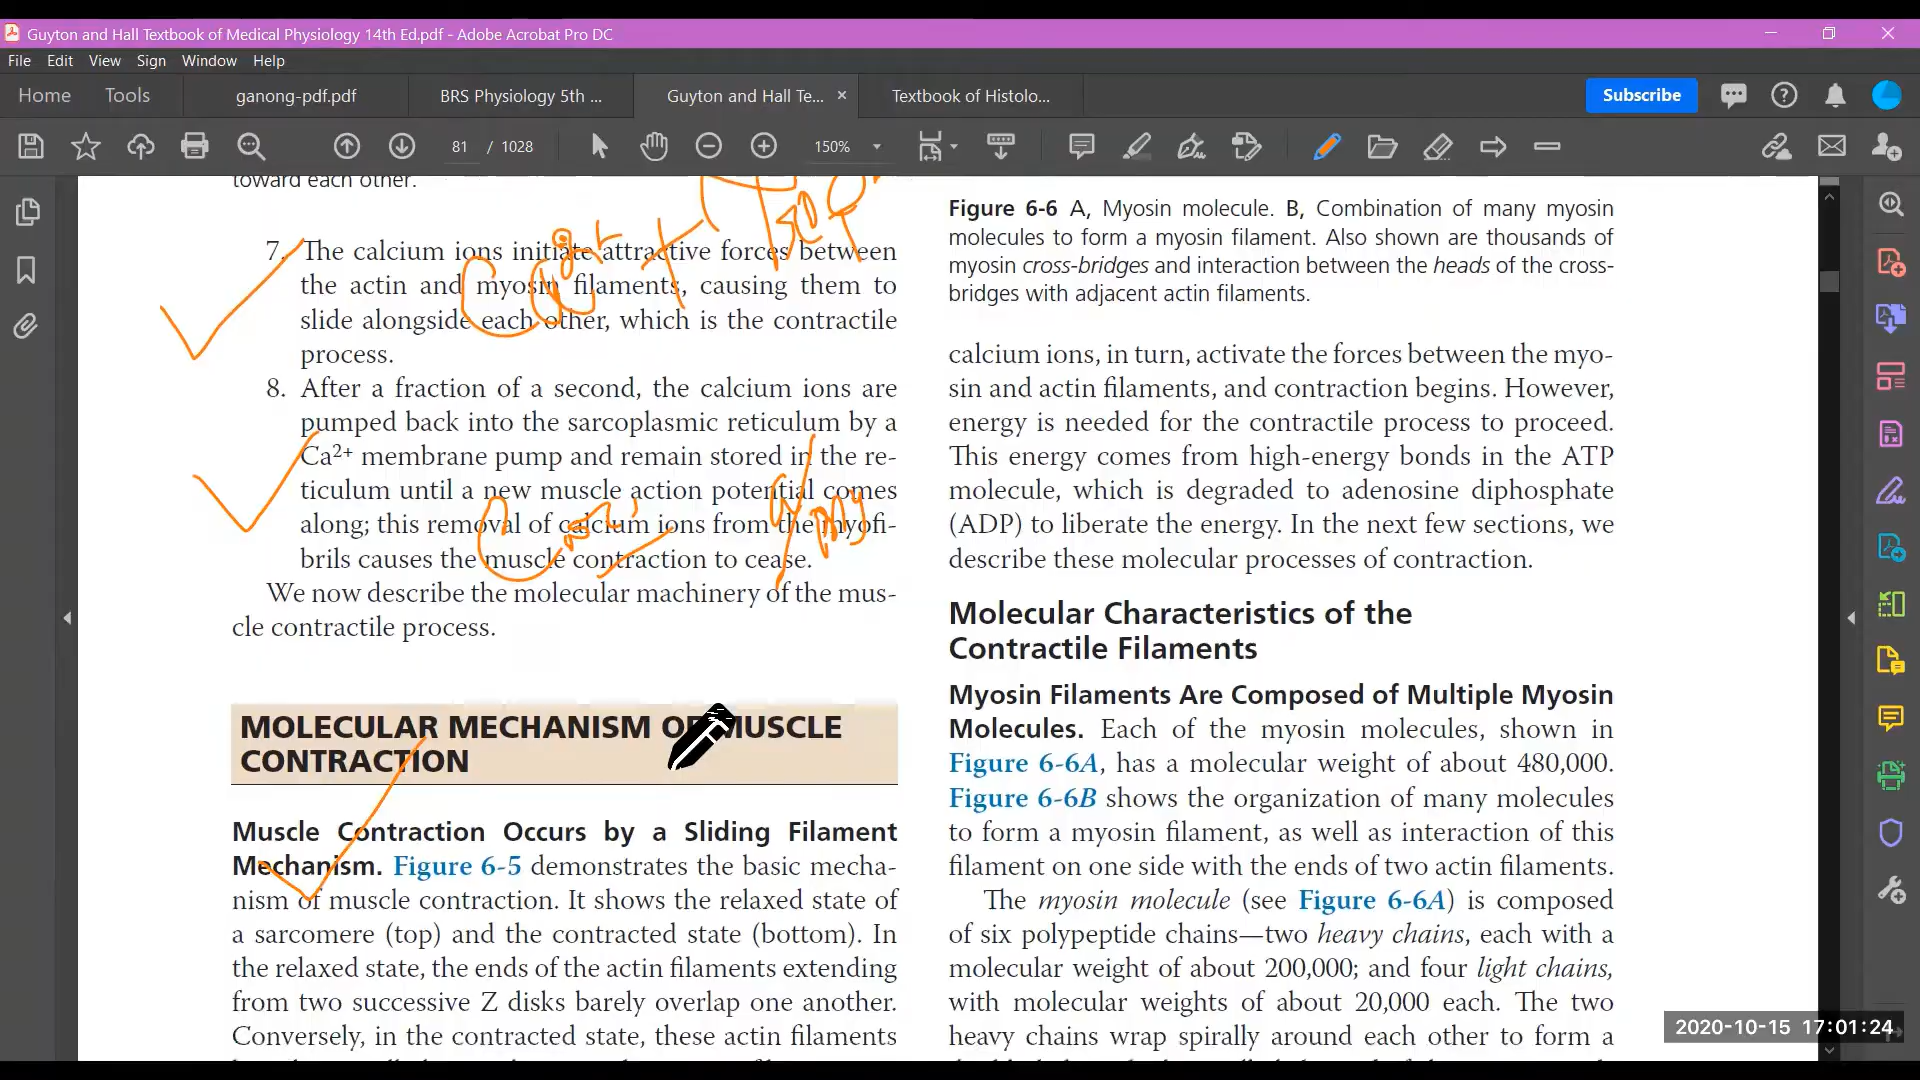 Guyton and Hall Textbook of Medical Physiology 14th Ed.pdf - Adobe Acrobat Pro DC
File Edit View Sign Window Help
Home Tools ganong-pdf.pdf BRS Physiology 5th ... Guyton and Hall Te... × Textbook of Histolo... Subscribe
81 / 1028 150%
toward each other.
7. The calcium ions initiate attractive forces between
the actin and myosin filaments, causing them to
slide alongside each other, which is the contractile
process.
8. After a fraction of a second, the calcium ions are
pumped back into the sarcoplasmic reticulum by a
Ca2+ membrane pump and remain stored in the re-
ticulum until a new muscle action potential comes
along; this removal of calcium ions from the myofi-
brils causes the muscle contraction to cease.
We now describe the molecular machinery of the mus-
cle contractile process.
MOLECULAR MECHANISM OF MUSCLE
CONTRACTION
Muscle Contraction Occurs by a Sliding Filament
Mechanism. Figure 6-5 demonstrates the basic mecha-
nism of muscle contraction. It shows the relaxed state of
a sarcomere (top) and the contracted state (bottom). In
the relaxed state, the ends of the actin filaments extending
from two successive Z disks barely overlap one another.
Conversely, in the contracted state, these actin filaments
Figure 6-6 A, Myosin molecule. B, Combination of many myosin
molecules to form a myosin filament. Also shown are thousands of
myosin cross-bridges and interaction between the heads of the cross-
bridges with adjacent actin filaments.
calcium ions, in turn, activate the forces between the myo-
sin and actin filaments, and contraction begins. However,
energy is needed for the contractile process to proceed.
This energy comes from high-energy bonds in the ATP
molecule, which is degraded to adenosine diphosphate
(ADP) to liberate the energy. In the next few sections, we
describe these molecular processes of contraction.
Molecular Characteristics of the
Contractile Filaments
Myosin Filaments Are Composed of Multiple Myosin
Molecules. Each of the myosin molecules, shown in
Figure 6-6A, has a molecular weight of about 480,000.
Figure 6-6B shows the organization of many molecules
to form a myosin filament, as well as interaction of this
filament on one side with the ends of two actin filaments.
The myosin molecule (see Figure 6-6A) is composed
of six polypeptide chains—two heavy chains, each with a
molecular weight of about 200,000; and four light chains,
with molecular weights of about 20,000 each. The two
heavy chains wrap spirally around each other to form a
2020-10-15 17:01:24